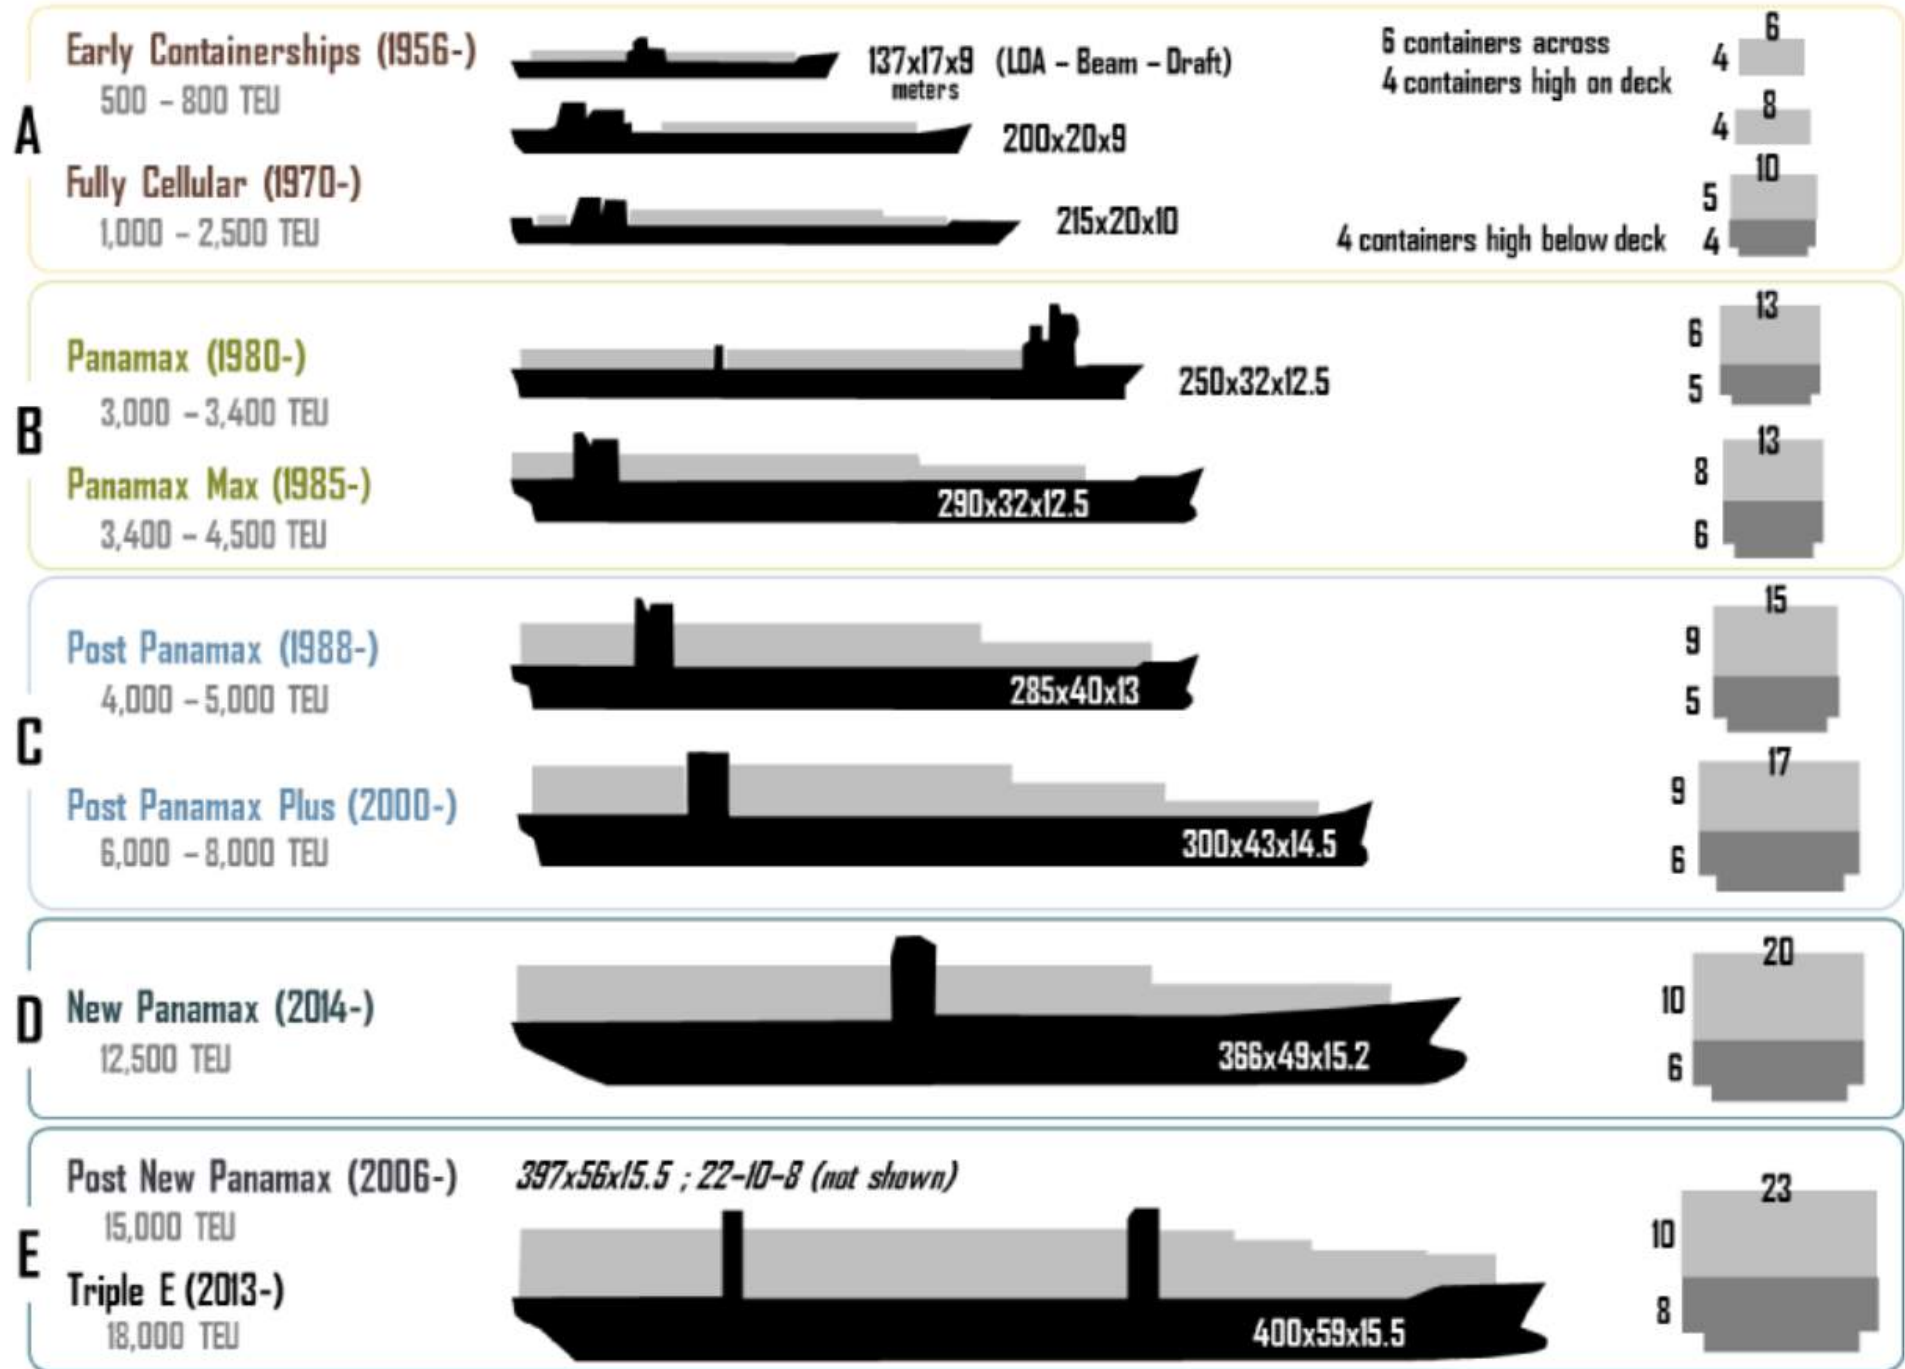 A
Early Containerships (1956-)
500 – 800 TEU
137x17x9 (LOA – Beam – Draft)
meters
200x20x9
Fully Cellular (1970-)
1,000 – 2,500 TEU
215x20x10
6 containers across
4 containers high on deck
4 containers high below deck
6
4
8
4
10
5
4
B
Panamax (1980-)
3,000 – 3,400 TEU
250x32x12.5
13
6
5
Panamax Max (1985-)
3,400 – 4,500 TEU
290x32x12.5
13
8
6
C
Post Panamax (1988-)
4,000 – 5,000 TEU
285x40x13
15
9
5
Post Panamax Plus (2000-)
6,000 – 8,000 TEU
300x43x14.5
17
9
6
D
New Panamax (2014-)
12,500 TEU
366x49x15.2
20
10
6
E
Post New Panamax (2006-)
15,000 TEU
397x56x15.5 ; 22-10-8 (not shown)
Triple E (2013-)
18,000 TEU
400x59x15.5
23
10
8